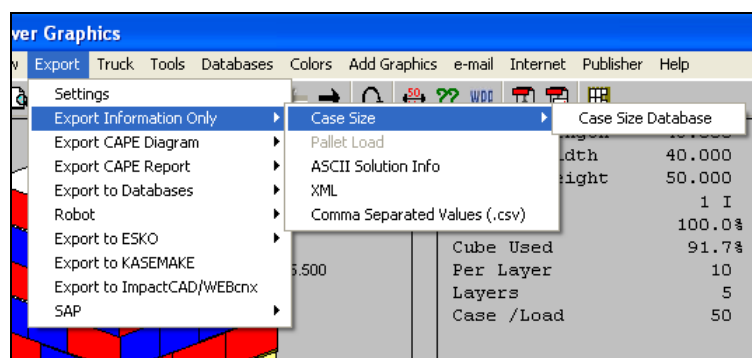 ver Graphics
w Export Truck Tools Databases Colors Add Graphics e-mail Internet Publisher Help
50 ?? WDD
Settings
Export Information Only
Export CAPE Diagram
Export CAPE Report
Export to Databases
Robot
Export to ESKO
Export to KASEMAKE
Export to ImpactCAD/WEBcnx
SAP
Case Size
Pallet Load
ASCII Solution Info
XML
Comma Separated Values (.csv)
Case Size Database
5.500
dth 40.000
eight 50.000
1 I
100.0%
Cube Used 91.7%
Per Layer 10
Layers 5
Case /Load 50